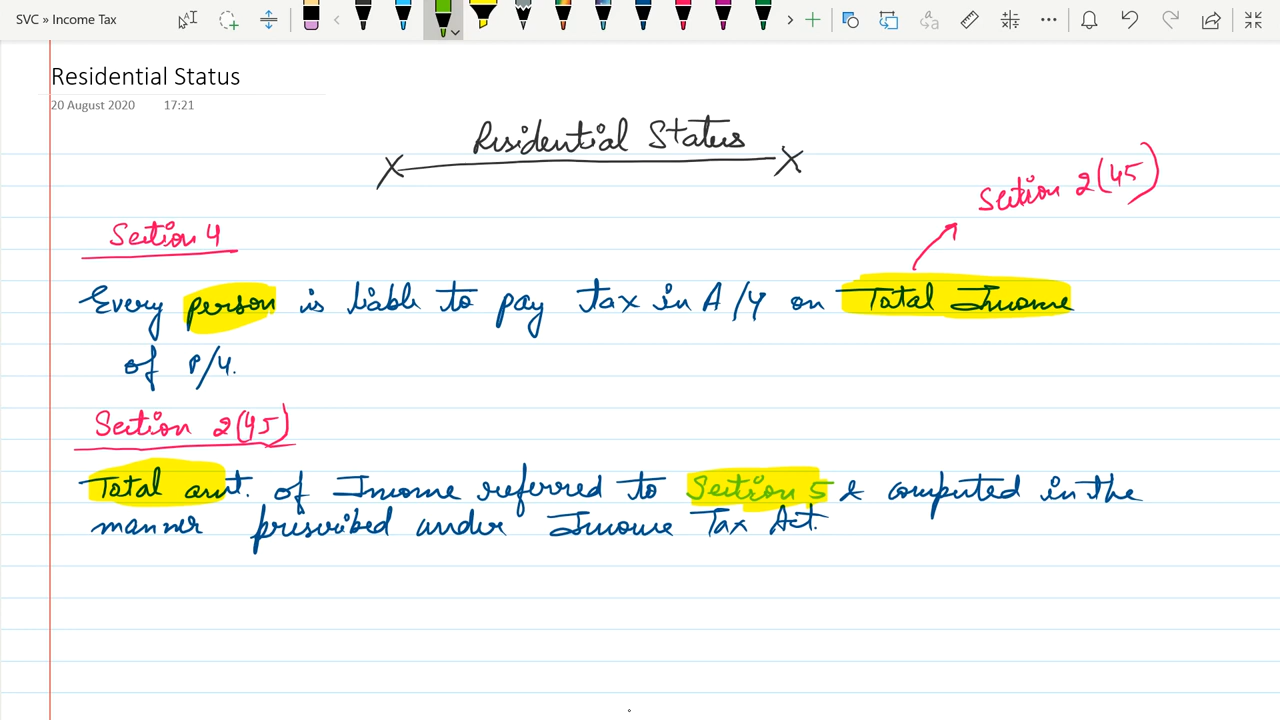 SVC » Income Tax
Residential Status
20 August 2020 17:21
Residential Status
Section 2(45)
Section 4
Every person is liable to pay tax in A/Y on Total Income
of P/Y.
Section 2(45)
Total amt. of Income referred to Section 5 & computed in the
manner prescribed under Income Tax Act.